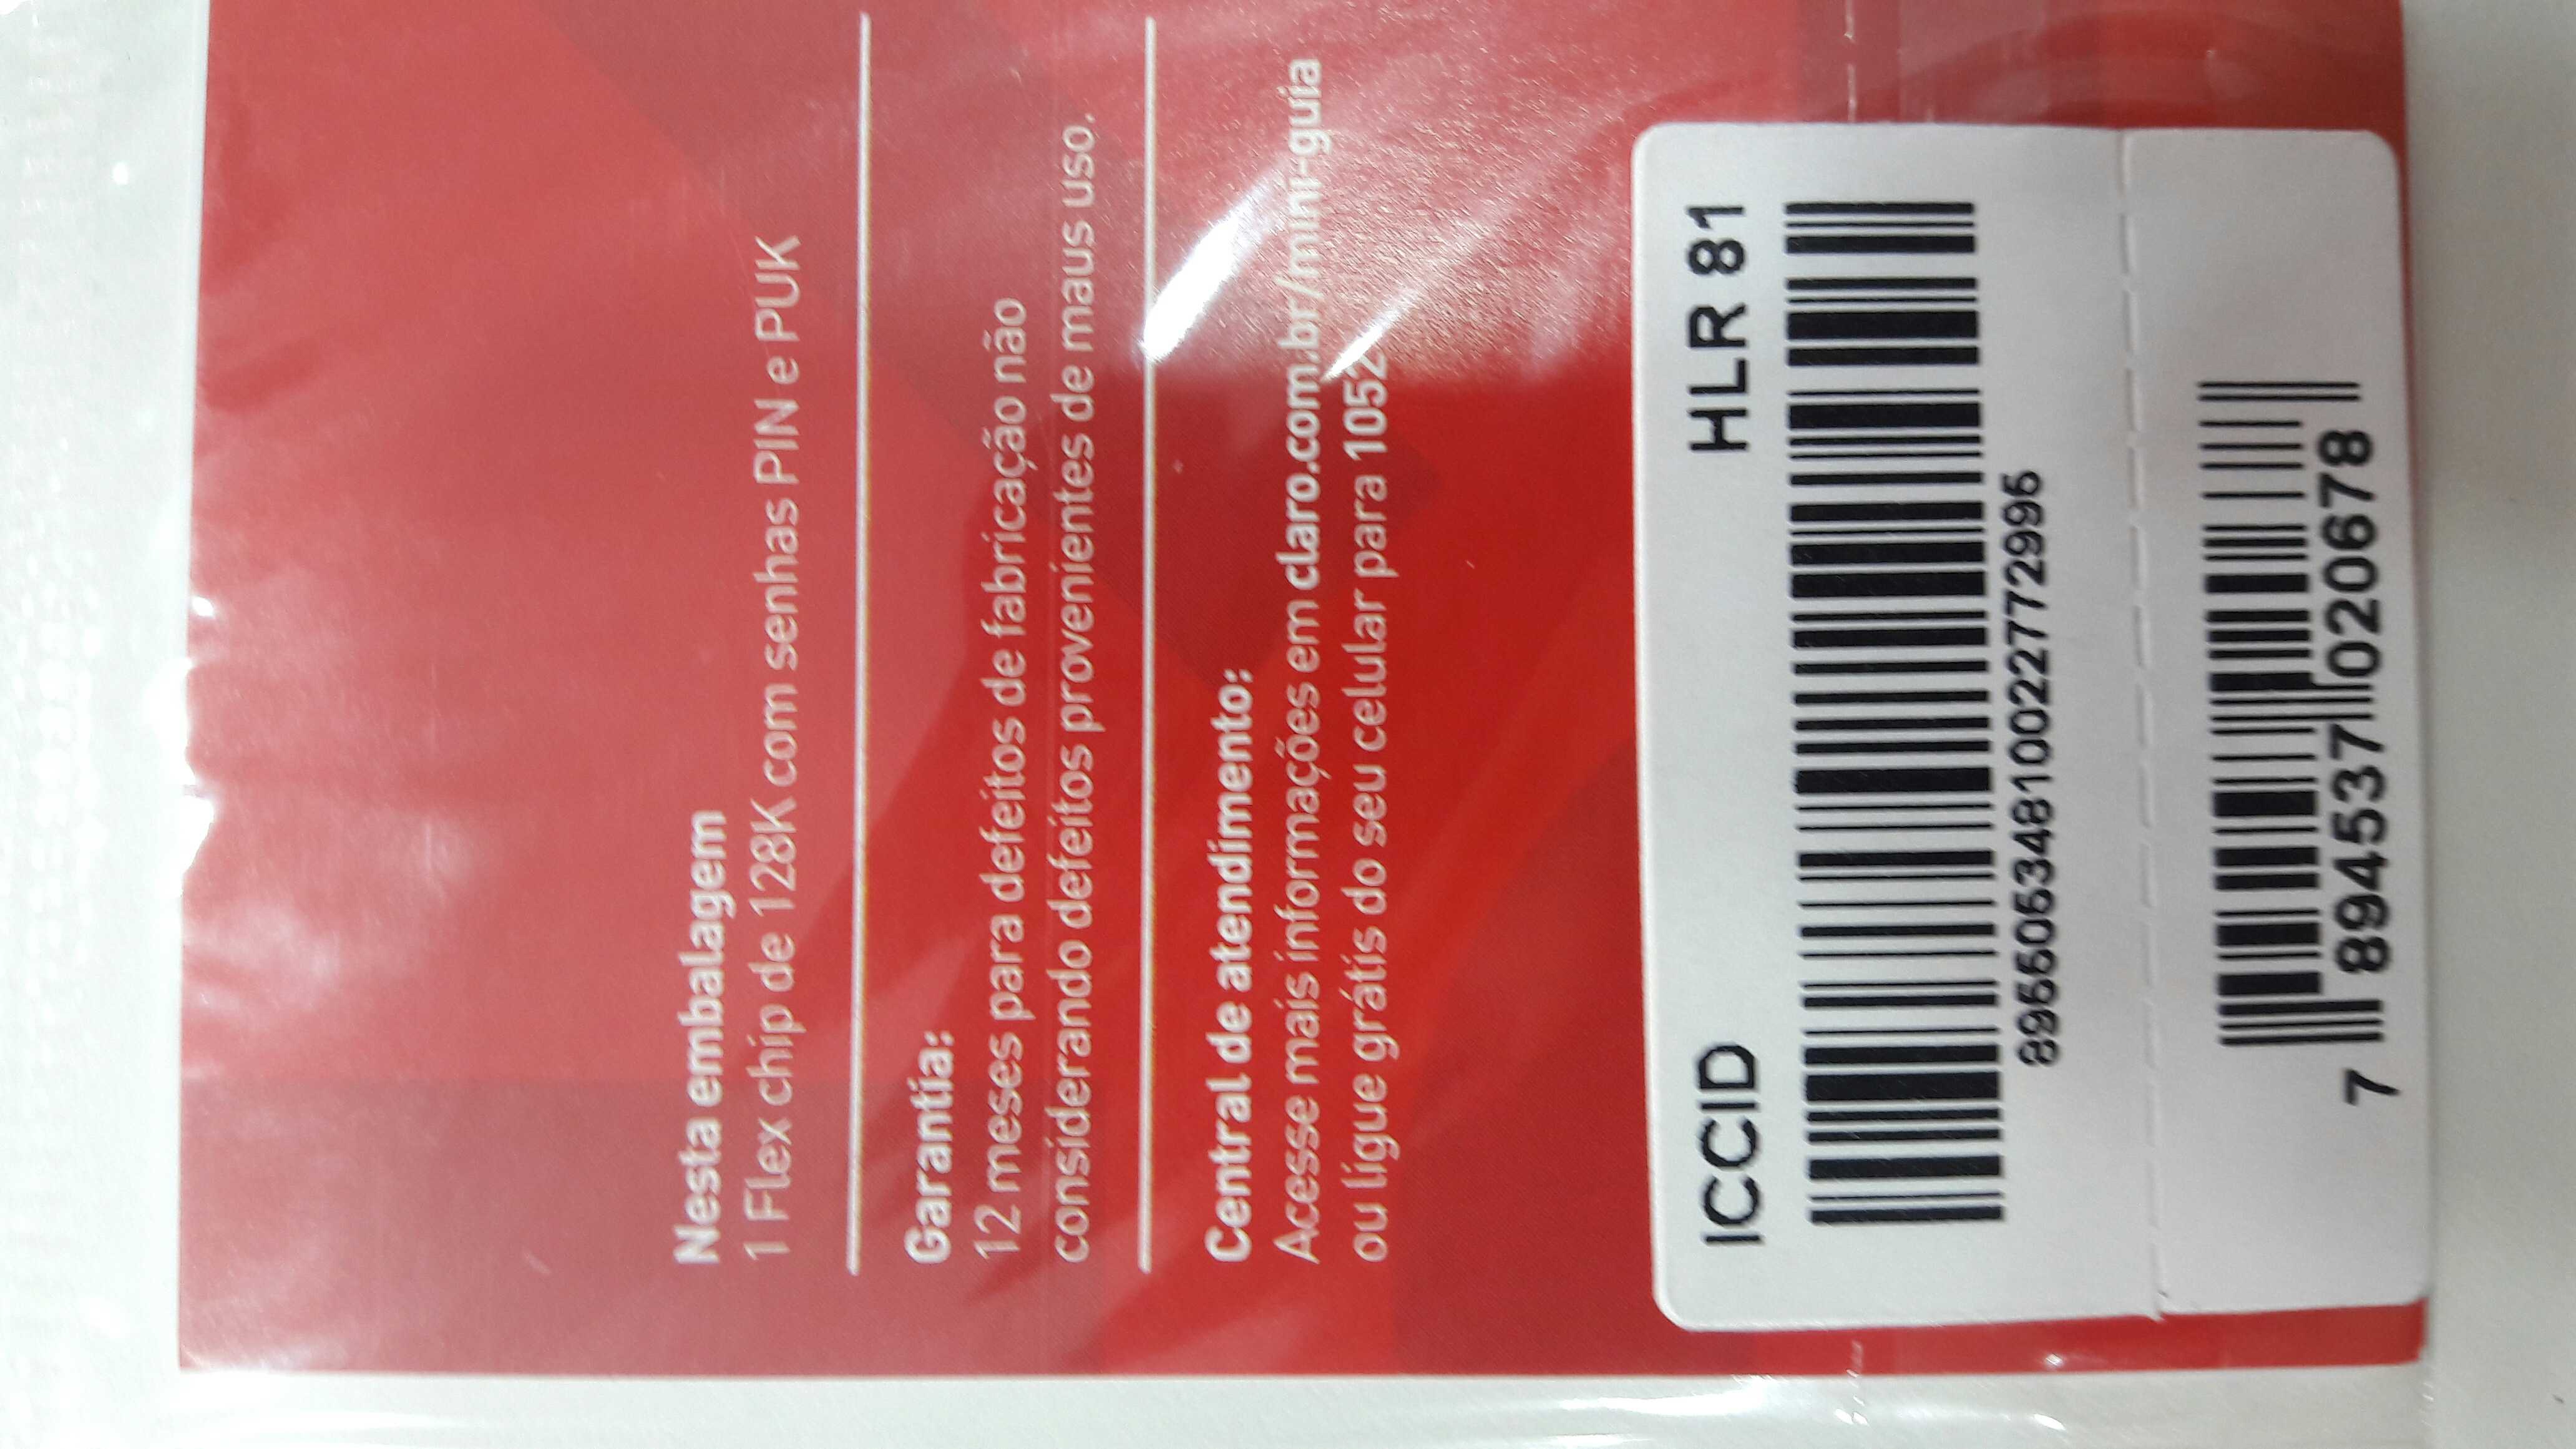 Nesta embalagem
1 Flex chip de 128K com senhas PIN e PUK
Garantia:
12 meses para defeitos de fabricação não
considerando defeitos provenientes de maus uso.
Central de atendimento:
Acesse mais informações em claro.com.br/mini-guia
ou ligue grátis do seu celular para 1052
ICCID HLR 81
89550534810022772995
7 894537 020678